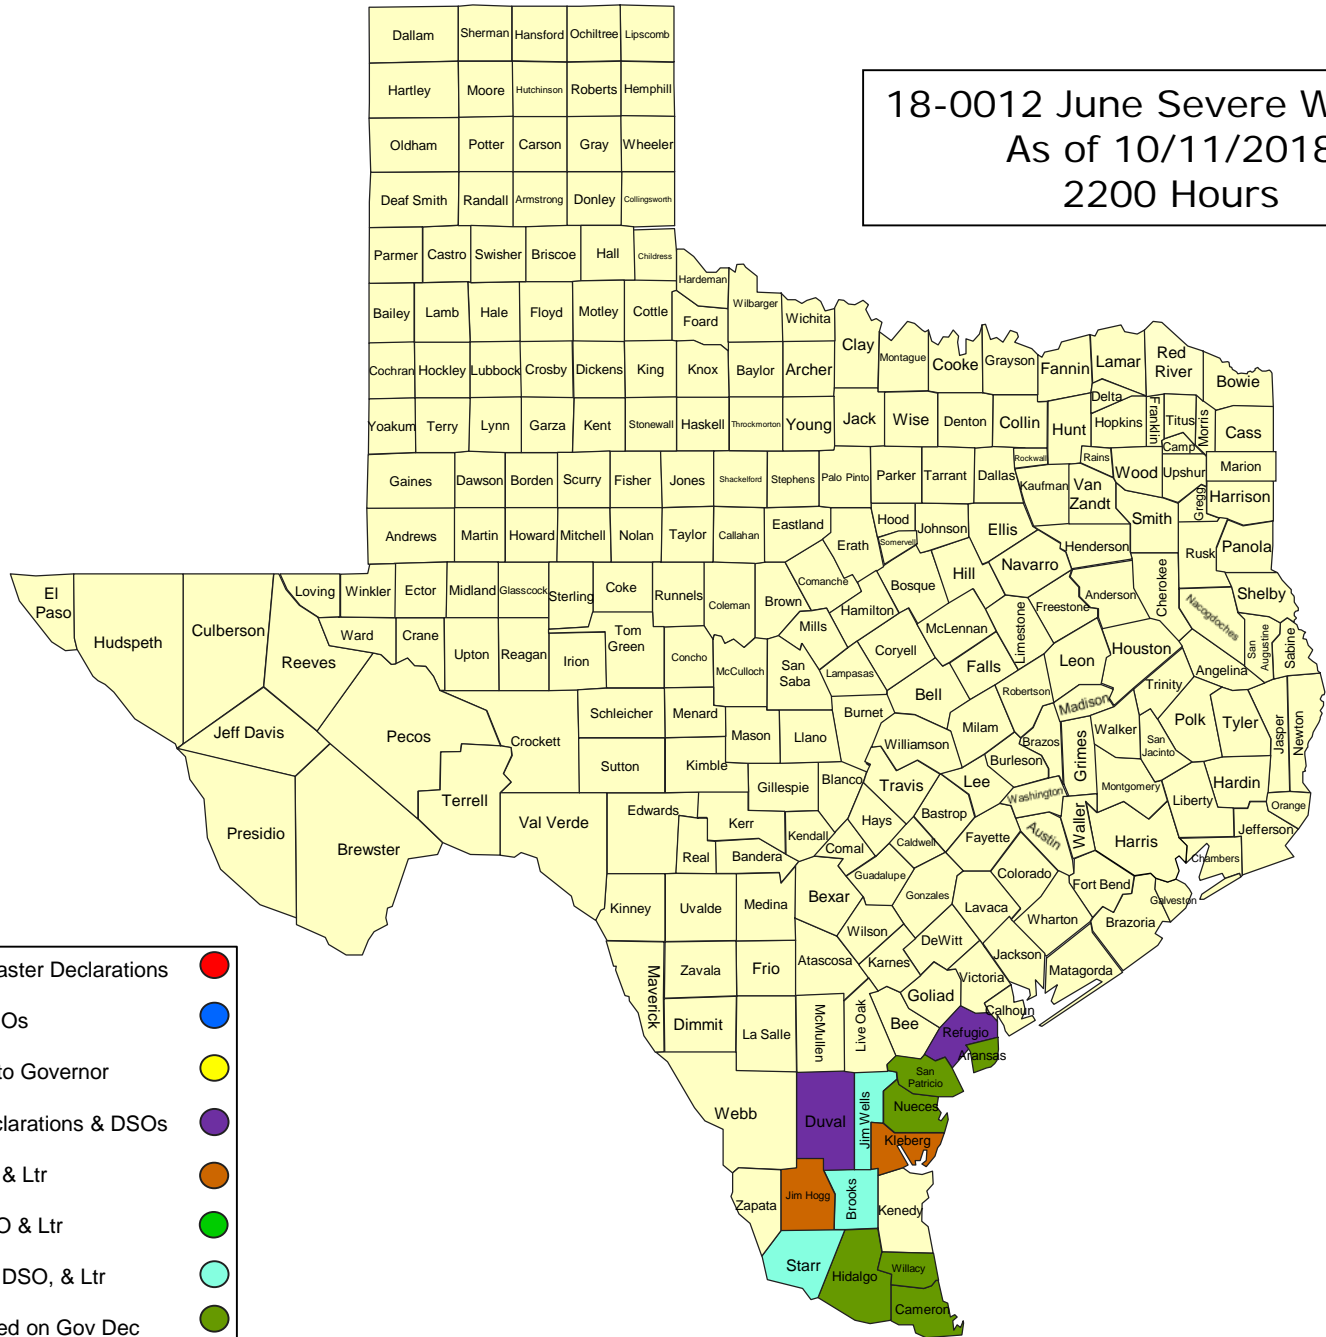 Dallam Sherman Hansford Ochiltree Lipscomb
Hartley Moore Hutchinson Roberts Hemphill
18-0012 June Severe W
As of 10/11/2018
2200 Hours
Oldham Potter Carson Gray Wheeler
Deaf Smith Randall Armstrong Donley Collingsworth
Parmer Castro Swisher Briscoe Hall Childress
Hardeman
Wilbarger
Bailey Lamb Hale Floyd Motley Cottle Foard Wichita
Clay Montague Cooke Grayson Fannin Lamar Red River Bowie
Cochran Hockley Lubbock Crosby Dickens King Knox Baylor Archer
Delta
Yoakum Terry Lynn Garza Kent Stonewall Haskell Throckmorton Young Jack Wise Denton Collin Hunt Hopkins Franklin Titus Morris Cass
Camp
Rockwall Rains Wood Upshur Marion
Gaines Dawson Borden Scurry Fisher Jones Shackelford Stephens Palo Pinto Parker Tarrant Dallas Kaufman Van Zandt Gregg Harrison
Andrews Martin Howard Mitchell Nolan Taylor Callahan Eastland Erath Hood Somervell Johnson Ellis Henderson Smith Rusk Panola
El Paso Hudspeth Culberson Loving Winkler Ector Midland Glasscock Sterling Coke Runnels Coleman Brown Comanche Hamilton Bosque Hill Navarro Freestone Anderson Cherokee Nacogdoches Shelby
Reeves Ward Crane Upton Reagan Irion Tom Green Concho McCulloch San Saba Mills Lampasas Coryell McLennan Limestone Falls Leon Houston Angelina San Augustine Sabine
Jeff Davis Pecos Crockett Schleicher Menard Mason Llano Burnet Bell Milam Robertson Madison Trinity Walker San Jacinto Polk Tyler Jasper Newton
Terrell Sutton Kimble Gillespie Blanco Williamson Travis Lee Burleson Brazos Grimes Washington Montgomery Liberty Hardin Orange
Presidio Brewster Val Verde Edwards Kerr Real Bandera Kendall Comal Hays Caldwell Bastrop Fayette Austin Waller Harris Chambers Jefferson
Kinney Uvalde Medina Bexar Guadalupe Gonzales Lavaca Colorado Wharton Fort Bend Brazoria Galveston
Maverick Zavala Frio Atascosa Wilson Karnes DeWitt Victoria Jackson Matagorda
Dimmit La Salle McMullen Live Oak Bee Goliad Refugio Calhoun Aransas
Webb Duval Jim Wells San Patricio Nueces Kleberg
Zapata Jim Hogg Brooks Kenedy
Starr Hidalgo Willacy
Cameron
aster Declarations
Os
to Governor
clarations & DSOs
& Ltr
O & Ltr
DSO, & Ltr
ed on Gov Dec